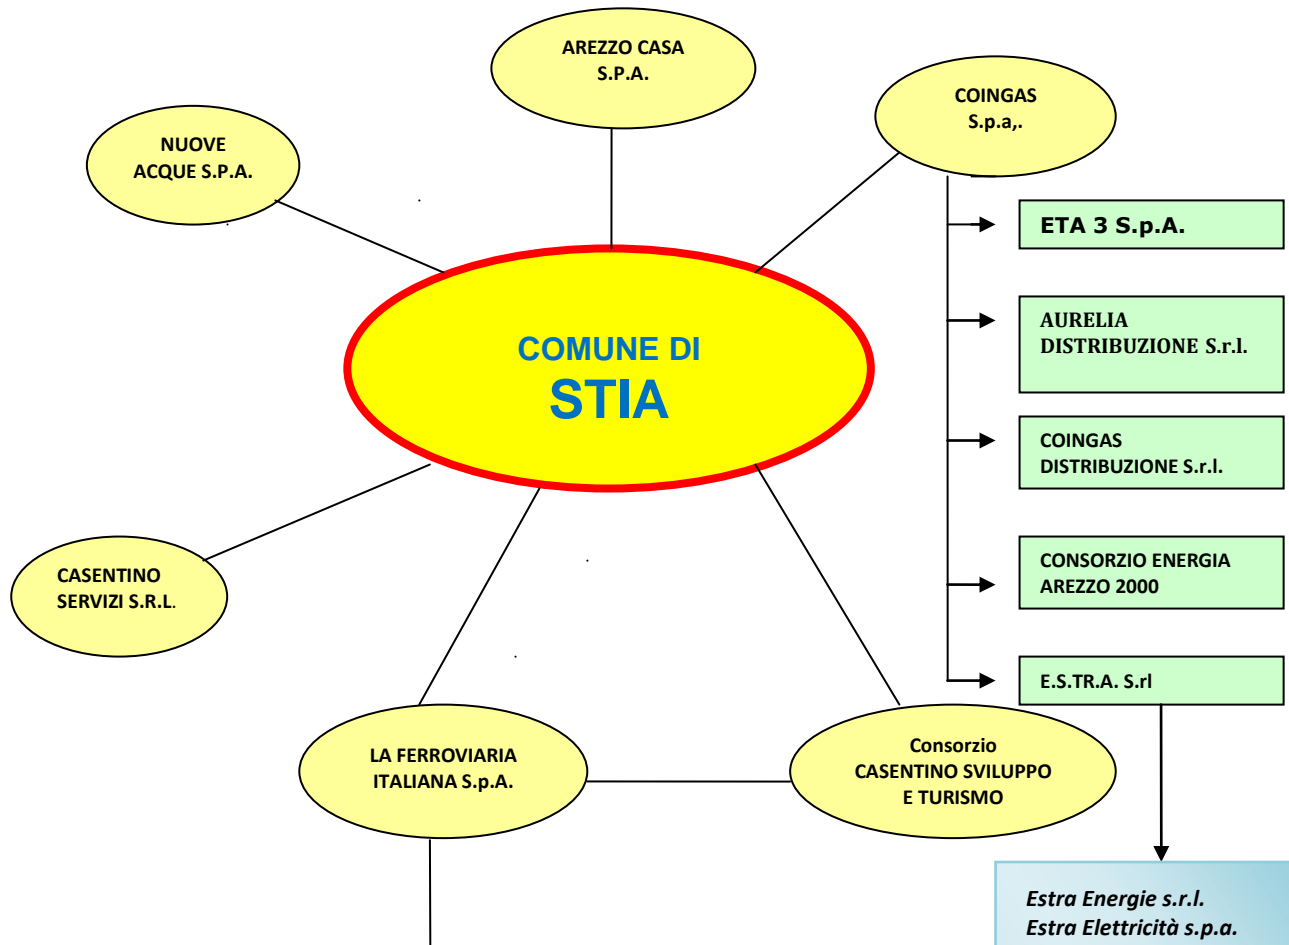 AREZZO CASA
S.P.A.
COINGAS
S.p.a,.
NUOVE
ACQUE S.P.A.
ETA 3 S.p.A.
AURELIA
DISTRIBUZIONE S.r.l.
COMUNE DI
STIA
COINGAS
DISTRIBUZIONE S.r.l.
CONSORZIO ENERGIA
AREZZO 2000
CASENTINO
SERVIZI S.R.L.
E.S.TR.A. S.rl
LA FERROVIARIA
ITALIANA S.p.A.
Consorzio
CASENTINO SVILUPPO
E TURISMO
Estra Energie s.r.l.
Estra Elettricità s.p.a.